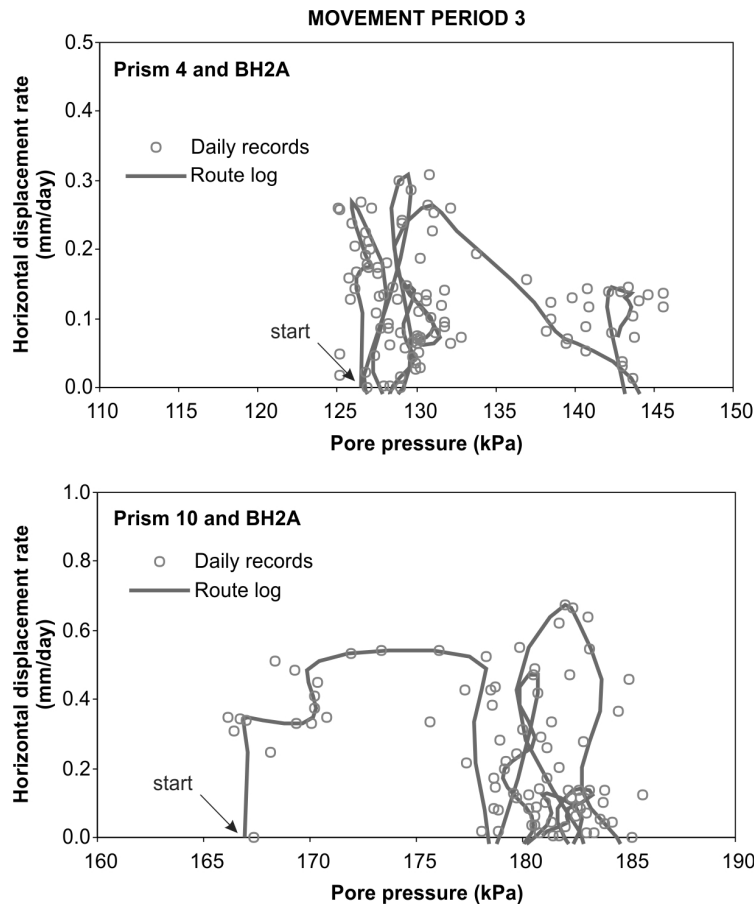 MOVEMENT PERIOD 3
0.5
Prism 4 and BH2A
0.4
Daily records
Route log
0.3
0.2
0.1
start
0.0
Horizontal displacement rate
(mm/day)
110 115 120 125 130 135 140 145 150
Pore pressure (kPa)
1.0
Prism 10 and BH2A
0.8
Daily records
Route log
0.6
0.4
0.2
start
0.0
Horizontal displacement rate
(mm/day)
160 165 170 175 180 185 190
Pore pressure (kPa)